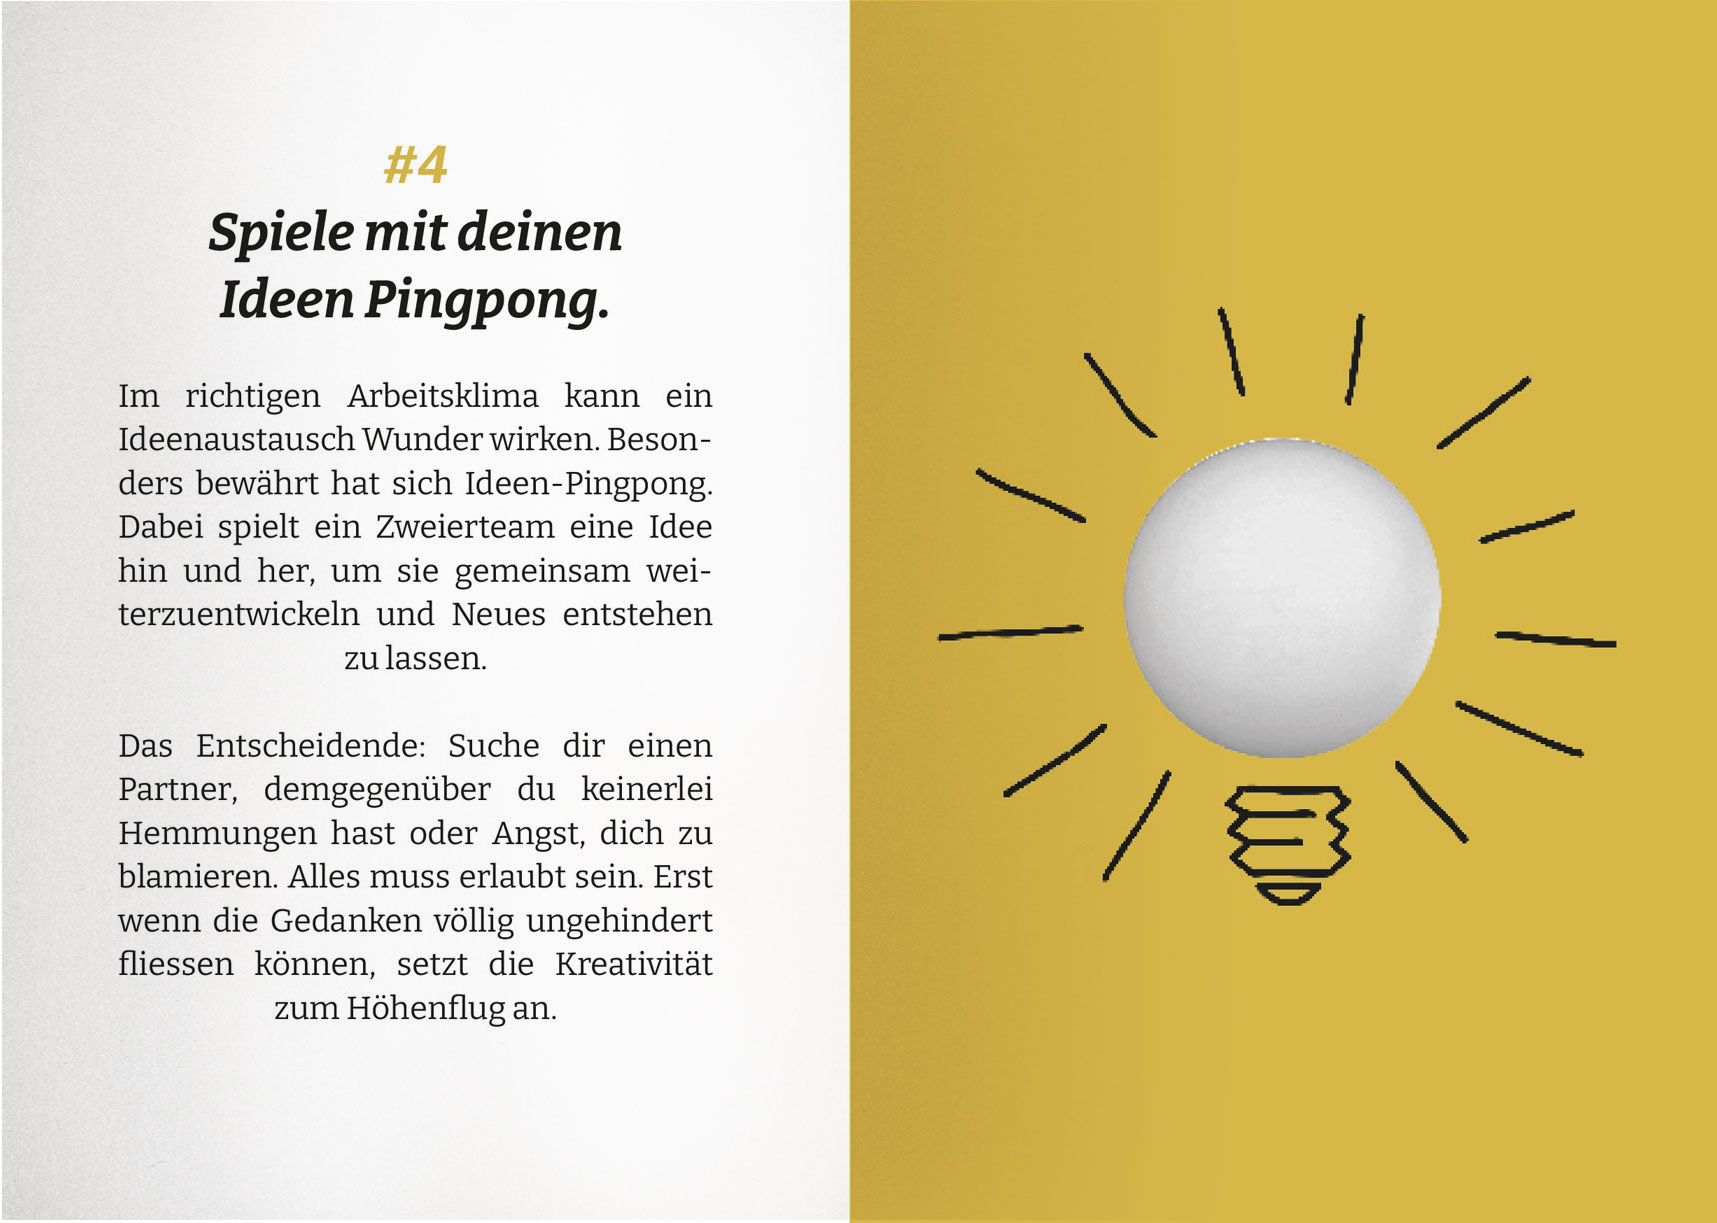 #4
Spiele mit deinen
Ideen Pingpong.
Im richtigen Arbeitsklima kann ein
Ideenaustausch Wunder wirken. Beson-
ders bewährt hat sich Ideen-Pingpong.
Dabei spielt ein Zweierteam eine Idee
hin und her, um sie gemeinsam wei-
terzuentwickeln und Neues entstehen
zu lassen.
Das Entscheidende: Suche dir einen
Partner, demgegenüber du keinerlei
Hemmungen hast oder Angst, dich zu
blamieren. Alles muss erlaubt sein. Erst
wenn die Gedanken völlig ungehindert
fliessen können, setzt die Kreativität
zum Höhenflug an.